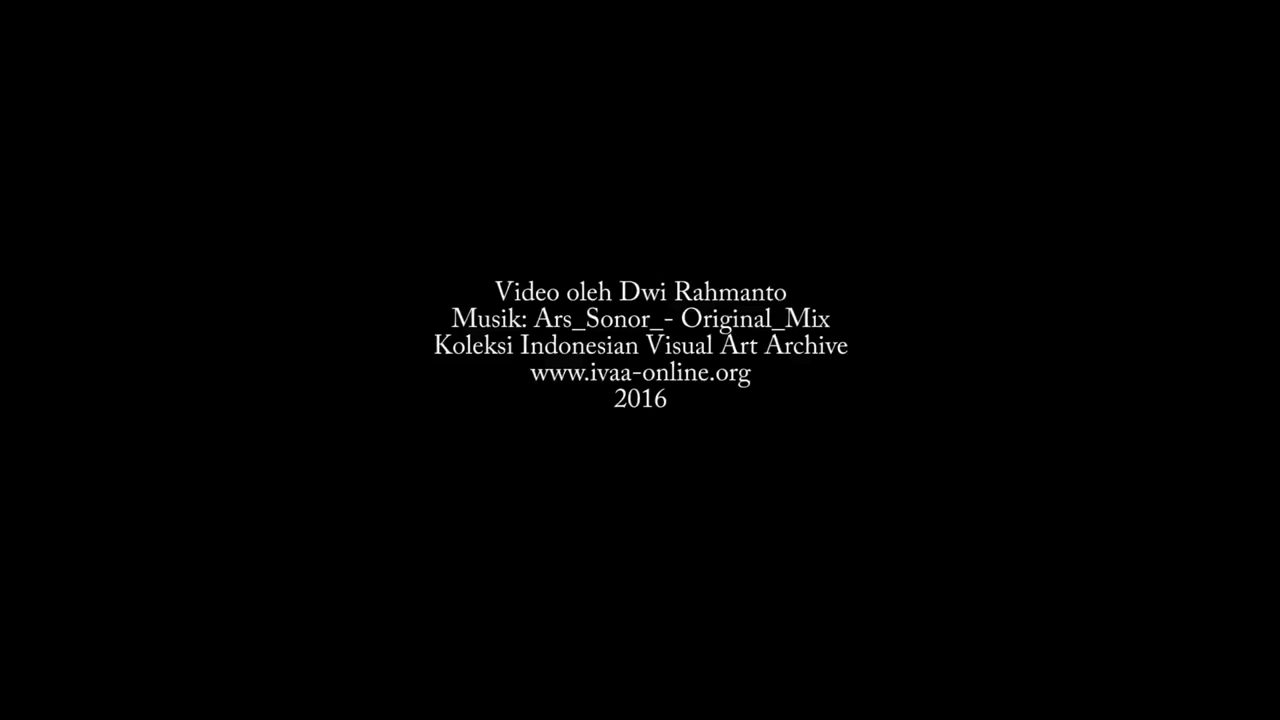 Video oleh Dwi Rahmanto
Musik: Ars_Sonor_- Original_Mix
Koleksi Indonesian Visual Art Archive
www.ivaa-online.org
2016